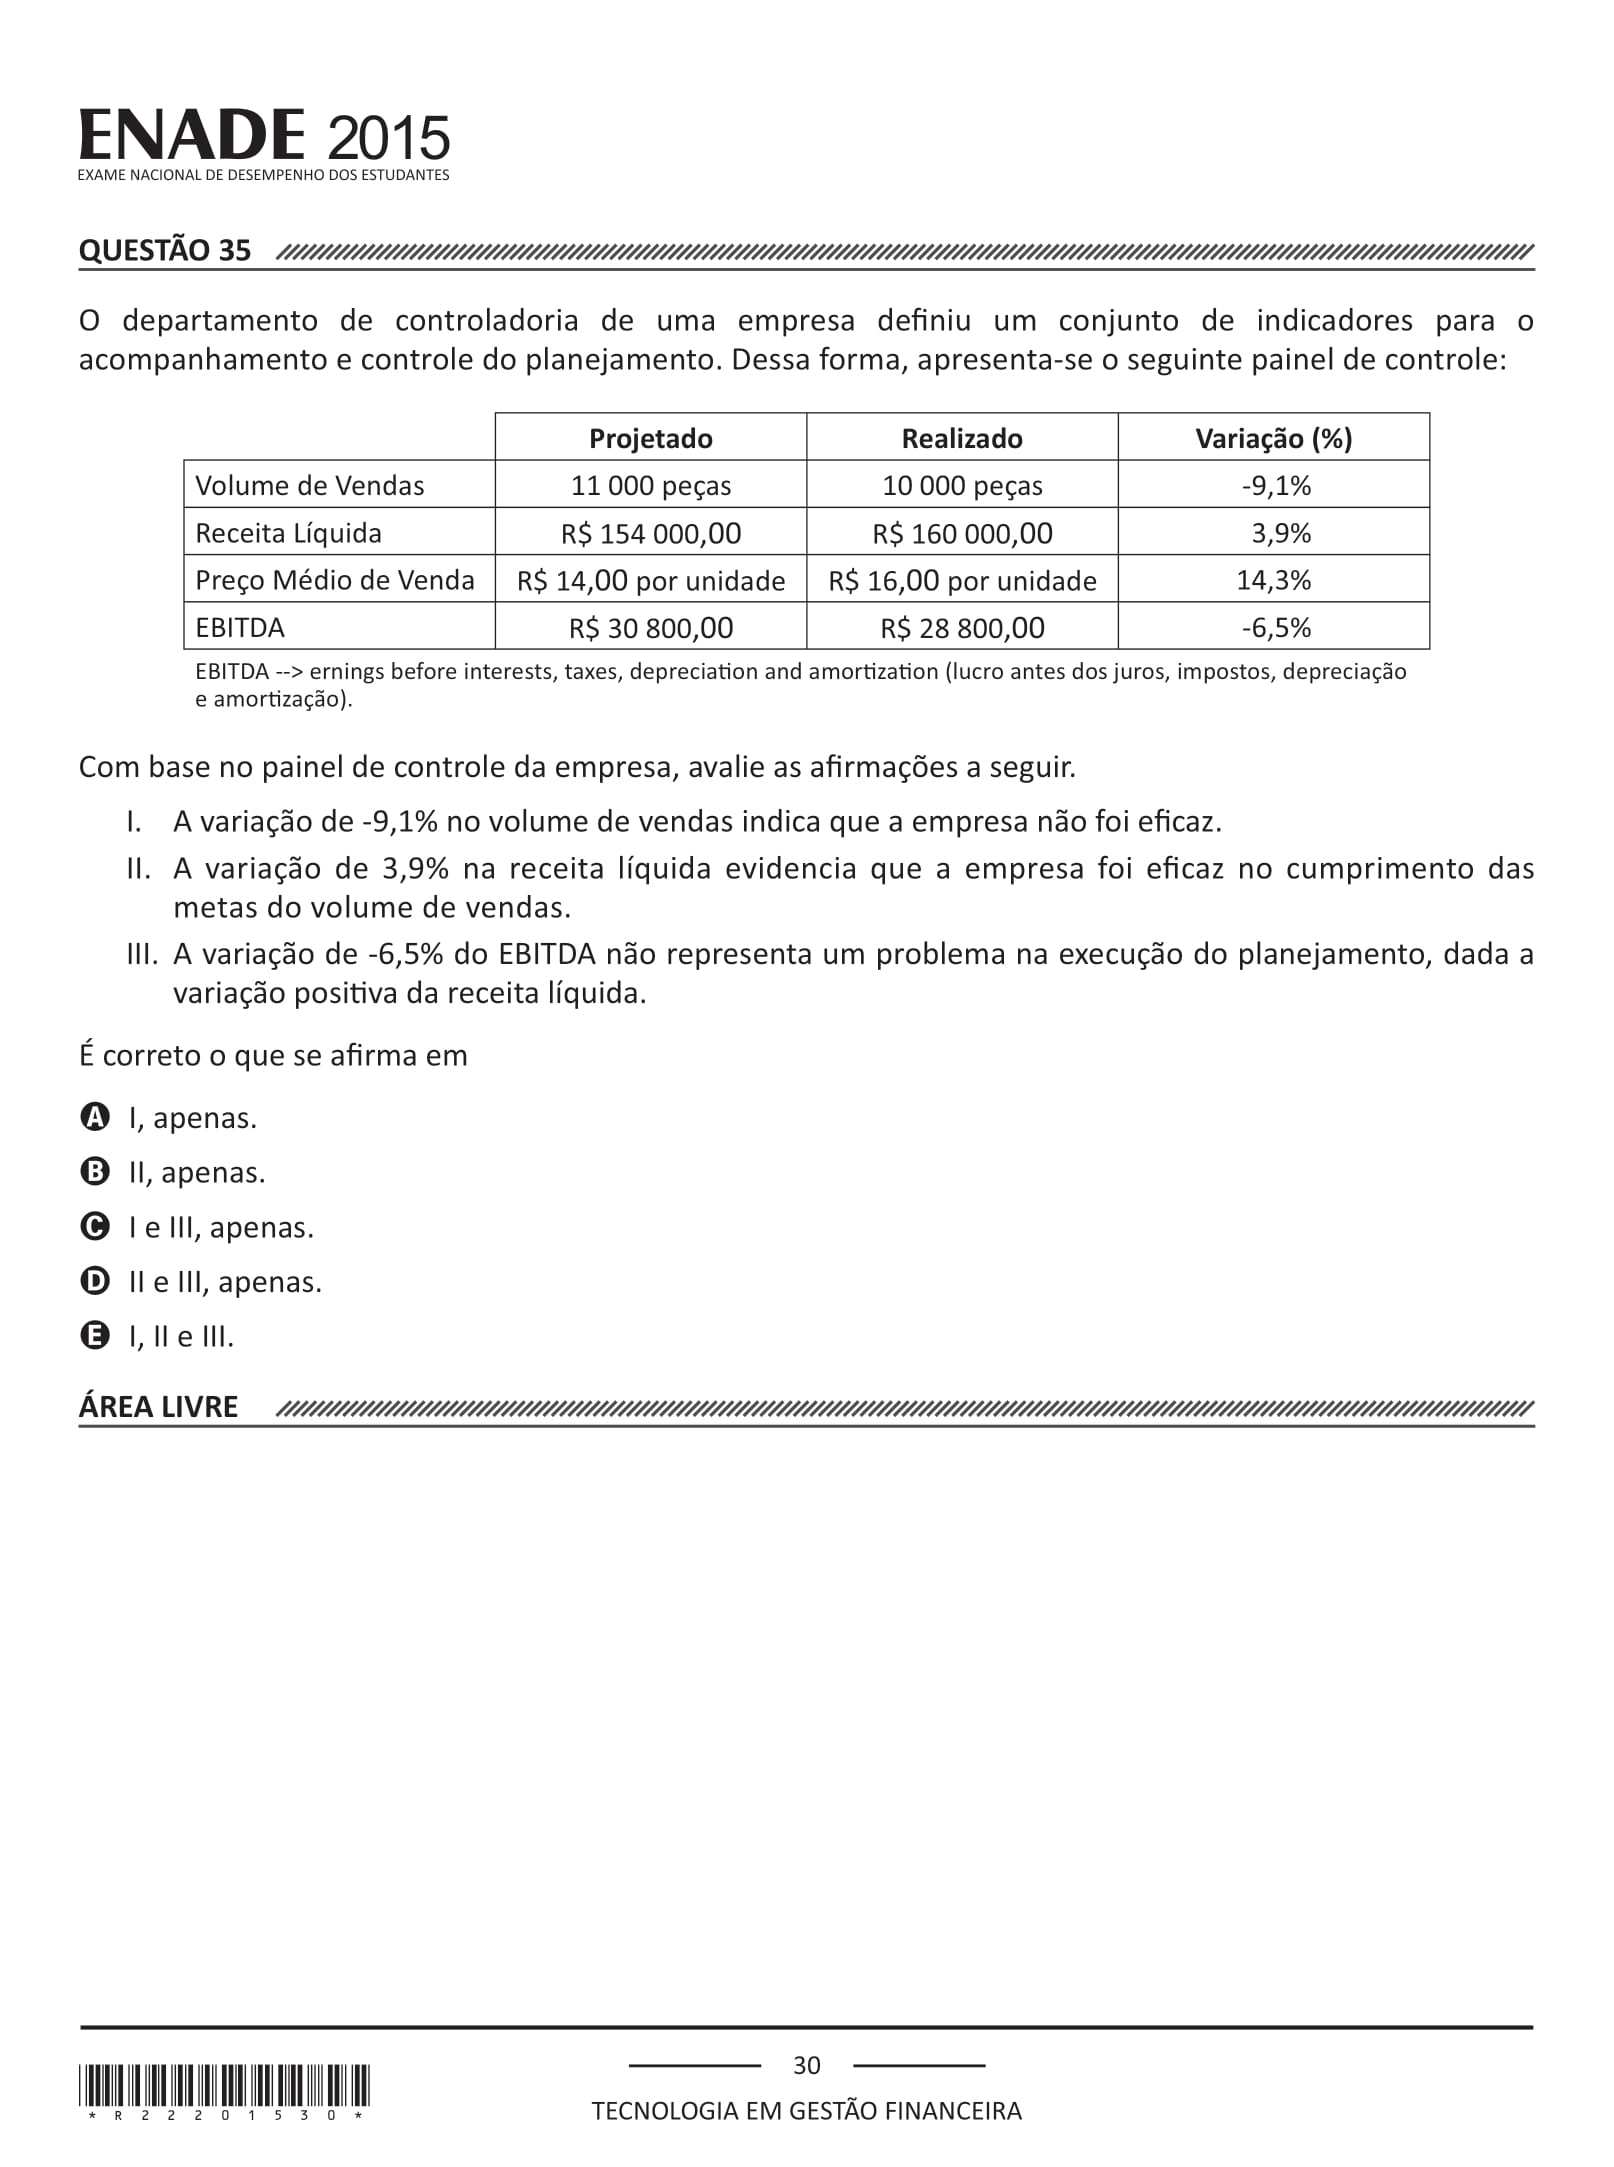 ENADE 2015
EXAME NACIONAL DE DESEMPENHO DOS ESTUDANTES
QUESTÃO 35
O departamento de controladoria de uma empresa definiu um conjunto de indicadores para o
acompanhamento e controle do planejamento. Dessa forma, apresenta-se o seguinte painel de controle:
Projetado Realizado Variação (%)
Volume de Vendas 11 000 peças 10 000 peças -9,1%
Receita Líquida R$ 154 000,00 R$ 160 000,00 3,9%
Preço Médio de Venda R$ 14,00 por unidade R$ 16,00 por unidade 14,3%
EBITDA R$ 30 800,00 R$ 28 800,00 -6,5%
EBITDA --> ernings before interests, taxes, depreciation and amortization (lucro antes dos juros, impostos, depreciação
e amortização).
Com base no painel de controle da empresa, avalie as afirmações a seguir.
I. A variação de -9,1% no volume de vendas indica que a empresa não foi eficaz.
II. A variação de 3,9% na receita líquida evidencia que a empresa foi eficaz no cumprimento das
metas do volume de vendas.
III. A variação de -6,5% do EBITDA não representa um problema na execução do planejamento, dada a
variação positiva da receita líquida.
É correto o que se afirma em
A I, apenas.
B II, apenas.
C I e III, apenas.
D II e III, apenas.
E I, II e III.
ÁREA LIVRE
30
TECNOLOGIA EM GESTÃO FINANCEIRA
* R 2 2 2 0 1 5 3 0 *